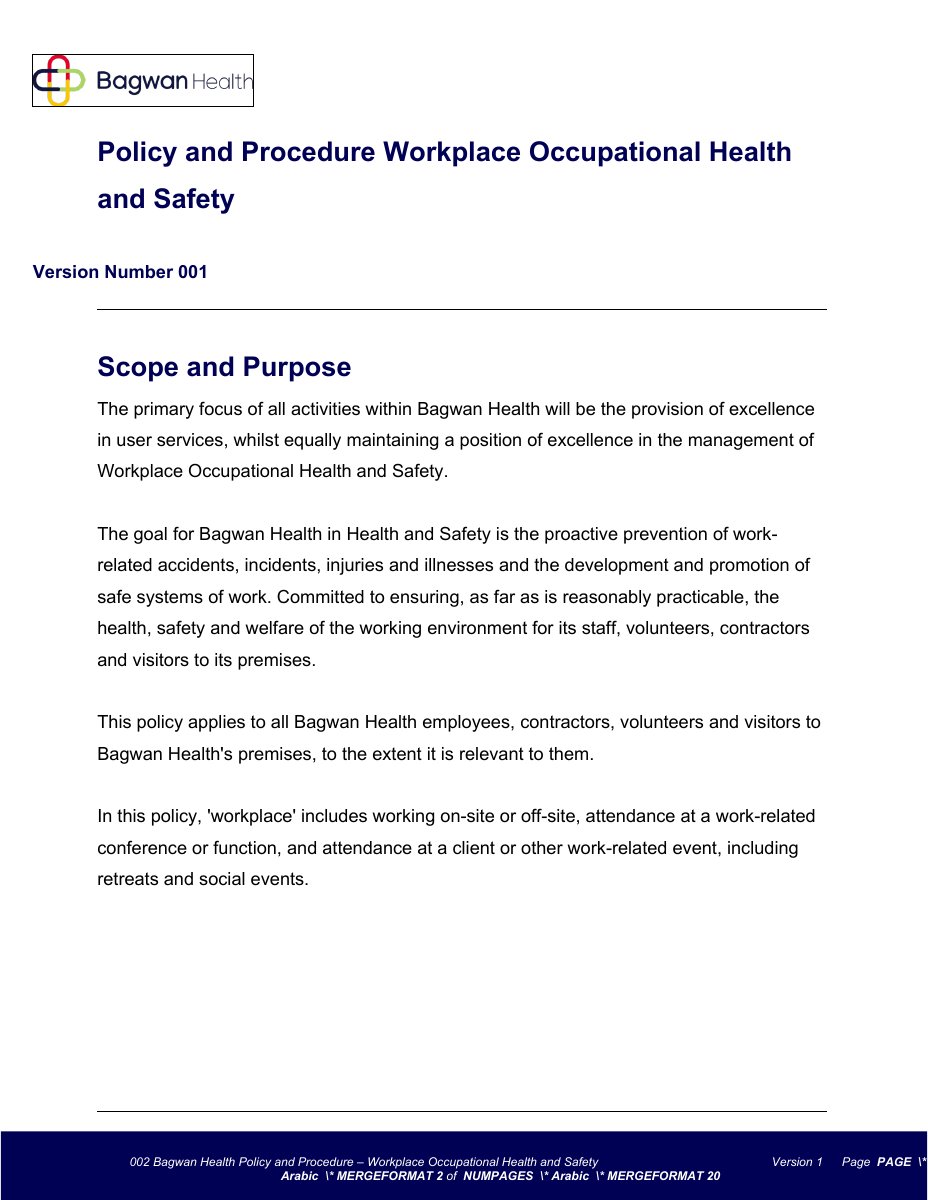 Bagwan Health
Policy and Procedure Workplace Occupational Health
and Safety
Version Number 001
Scope and Purpose
The primary focus of all activities within Bagwan Health will be the provision of excellence
in user services, whilst equally maintaining a position of excellence in the management of
Workplace Occupational Health and Safety.
The goal for Bagwan Health in Health and Safety is the proactive prevention of work-
related accidents, incidents, injuries and illnesses and the development and promotion of
safe systems of work. Committed to ensuring, as far as is reasonably practicable, the
health, safety and welfare of the working environment for its staff, volunteers, contractors
and visitors to its premises.
This policy applies to all Bagwan Health employees, contractors, volunteers and visitors to
Bagwan Health's premises, to the extent it is relevant to them.
In this policy, 'workplace' includes working on-site or off-site, attendance at a work-related
conference or function, and attendance at a client or other work-related event, including
retreats and social events.
002 Bagwan Health Policy and Procedure – Workplace Occupational Health and Safety Version 1 Page PAGE \*
Arabic \* MERGEFORMAT 2 of NUMPAGES \* Arabic \* MERGEFORMAT 20